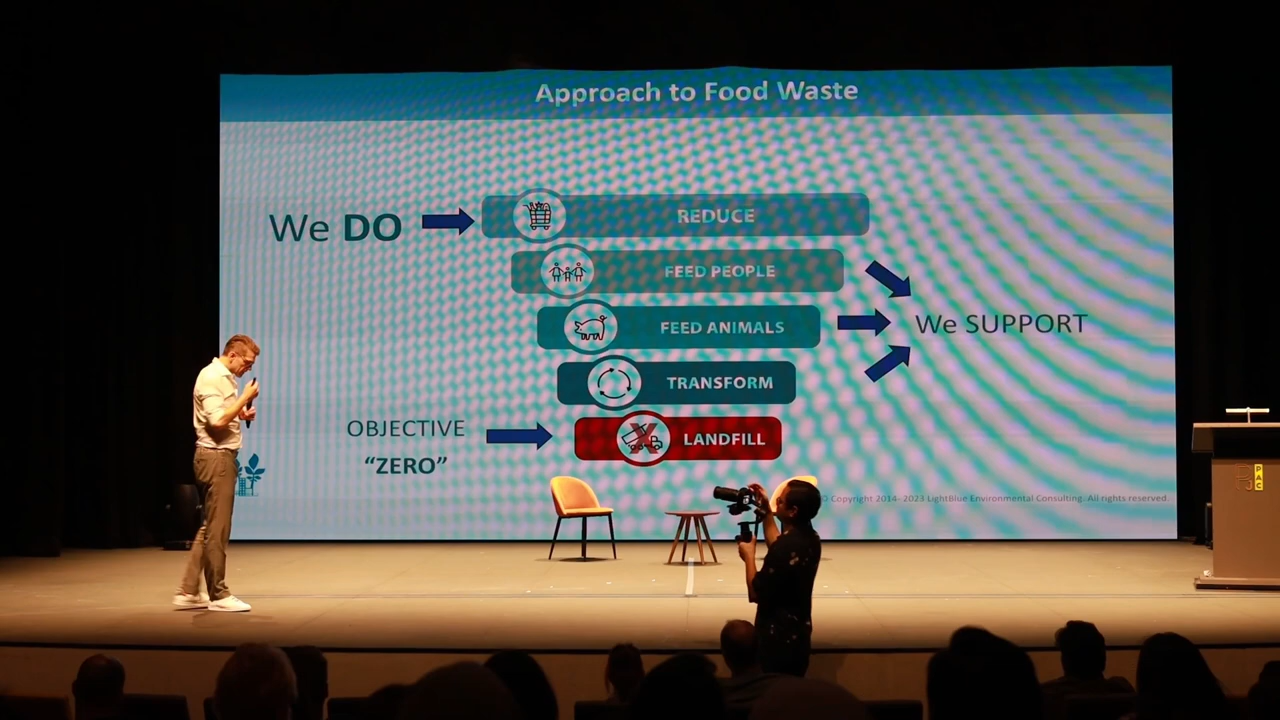 Approach to Food Waste
We DO
REDUCE
FEED PEOPLE
FEED ANIMALS
We SUPPORT
TRANSFORM
OBJECTIVE
“ZERO”
LANDFILL
Copyright 2014- 2023 LightBlue Environmental Consulting. All rights reserved.
PAC